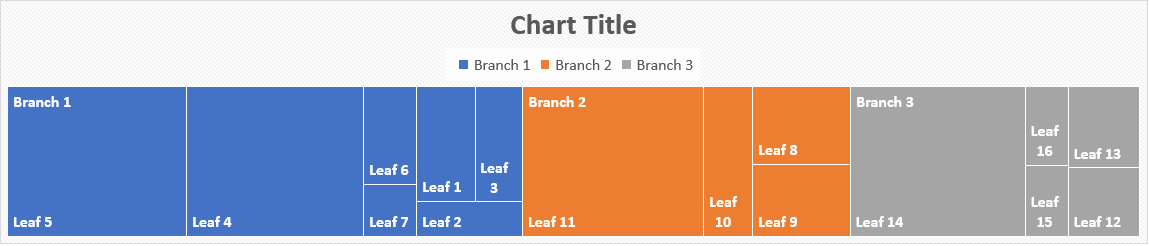 Chart Title
Branch 1 Branch 2 Branch 3
Branch 1
Leaf 5
Leaf 4
Leaf 6
Leaf 7
Leaf 1
Leaf
3
Leaf 2
Branch 2
Leaf 11
Leaf
10
Leaf 8
Leaf 9
Branch 3
Leaf 14
Leaf
16
Leaf
15
Leaf 13
Leaf 12